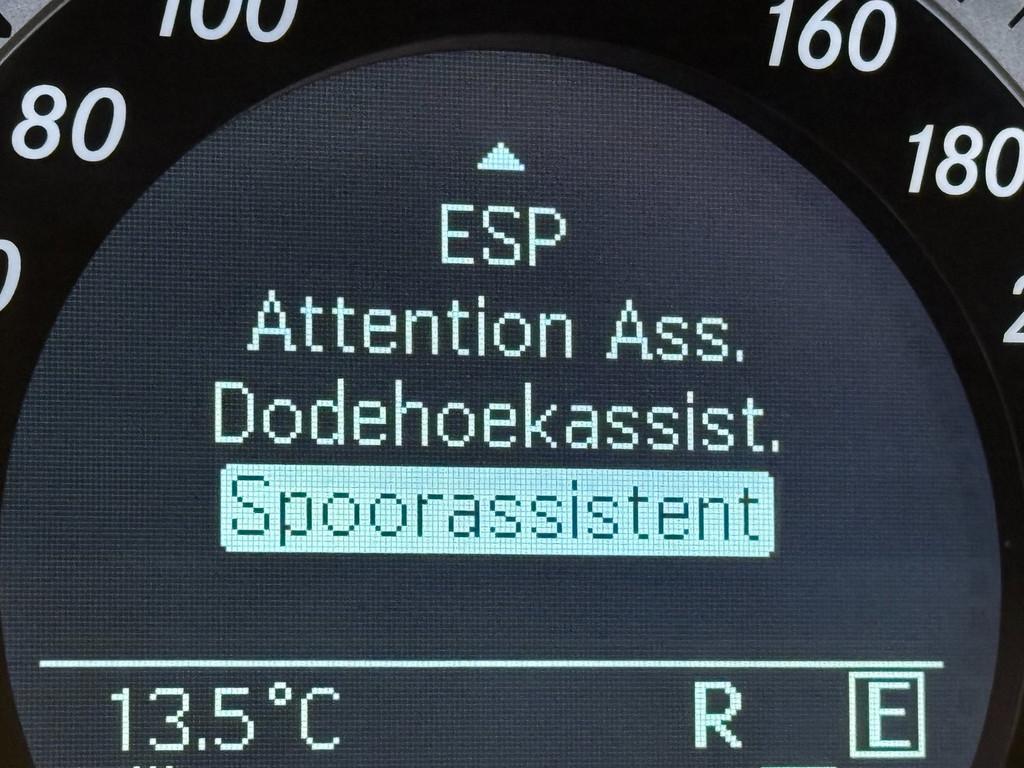 100
160
80
180
ESP
Attention Ass.
Dodehoekassist.
Spoorassistent
13.5°C
R
E